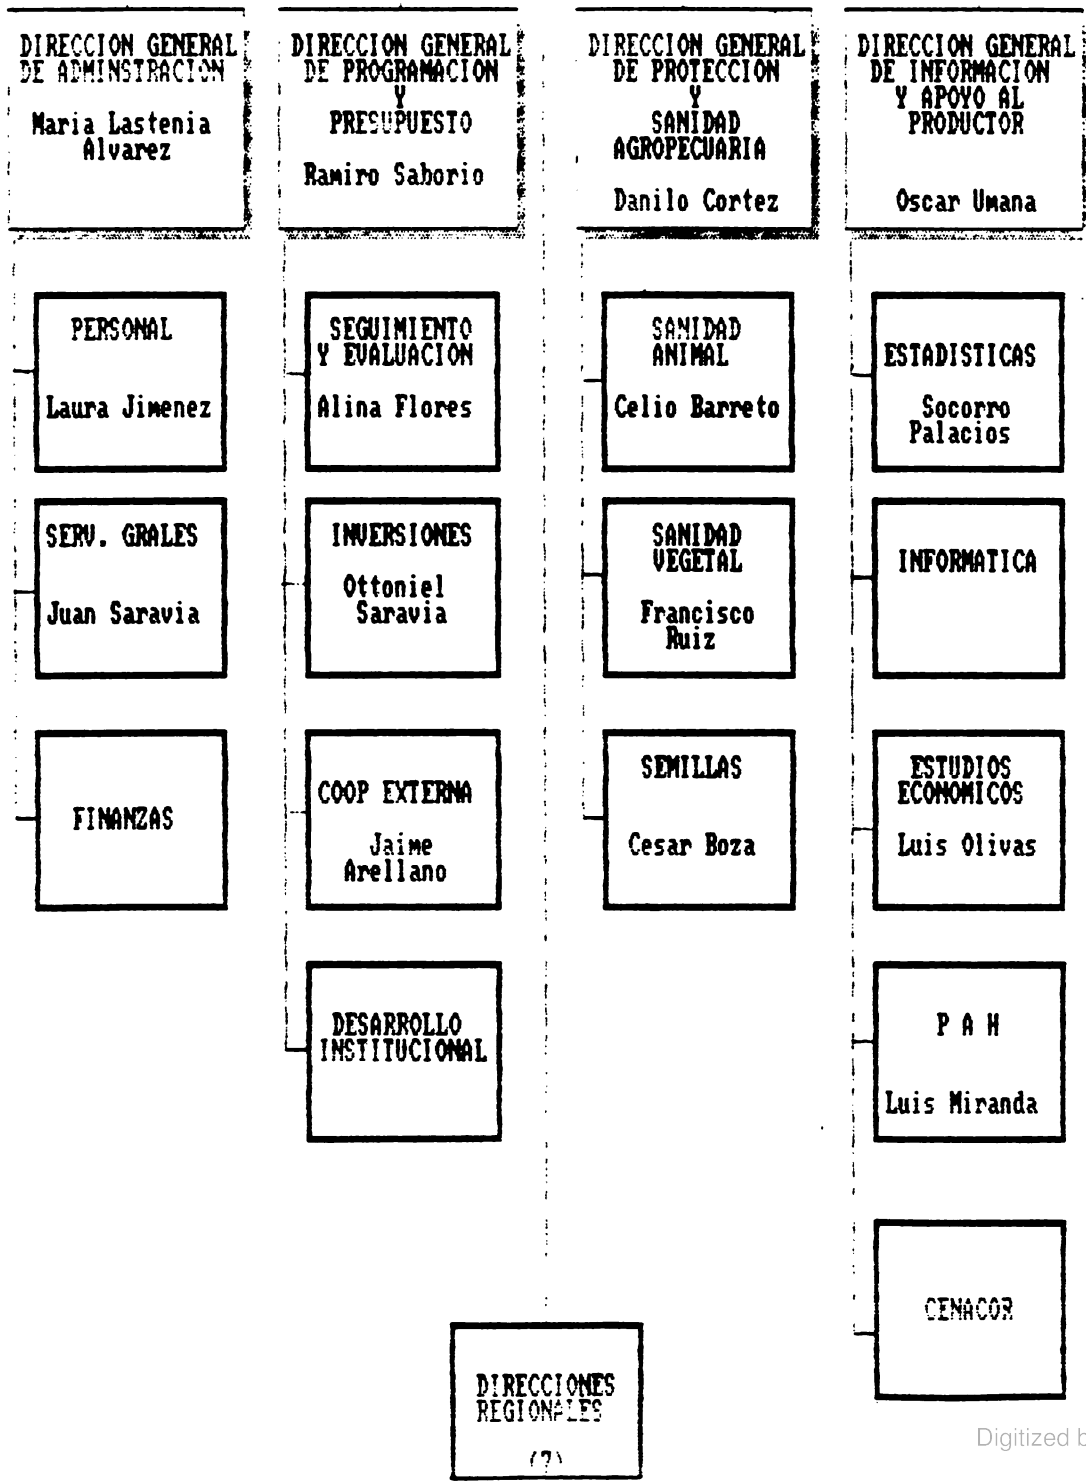 DIRECCION GENERAL
DE ADMINSTRACION
Maria Lastenia
Alvarez
DIRECCION GENERAL
DE PROGRAMACION
Y
PRESUPUESTO
Ramiro Saborio
DIRECCION GENERAL
DE PROTECCION
Y
SANIDAD
AGROPECUARIA
Danilo Cortez
DIRECCION GENERAL
DE INFORMACION
Y APOYO AL
PRODUCTOR
Oscar Umana
PERSONAL
Laura Jimenez
SERV. GRALES
Juan Saravia
FINANZAS
SEGUIMIENTO
Y EVALUACION
Alina Flores
INVERSIONES
Ottoniel
Saravia
COOP EXTERNA
Jaime
Arellano
DESARROLLO
INSTITUCIONAL
SANIDAD
ANIMAL
Celio Barreto
SANIDAD
VEGETAL
Francisco
Ruiz
SEMILLAS
Cesar Boza
ESTADISTICAS
Socorro
Palacios
INFORMATICA
ESTUDIOS
ECONOMICOS
Luis Olivas
P A H
Luis Miranda
CENACOR
DIRECCIONES
REGIONALES
(7)
Digitized b